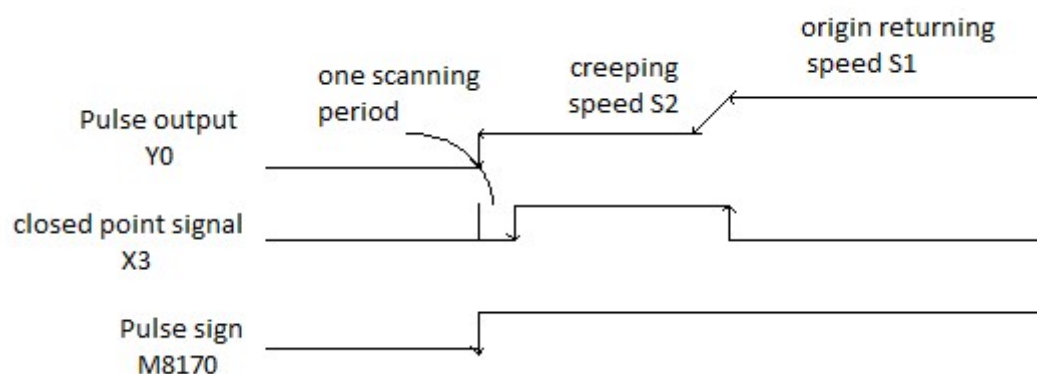 origin returning
speed S1
creeping
speed S2
one scanning
period
Pulse output
Y0
closed point signal
X3
Pulse sign
M8170